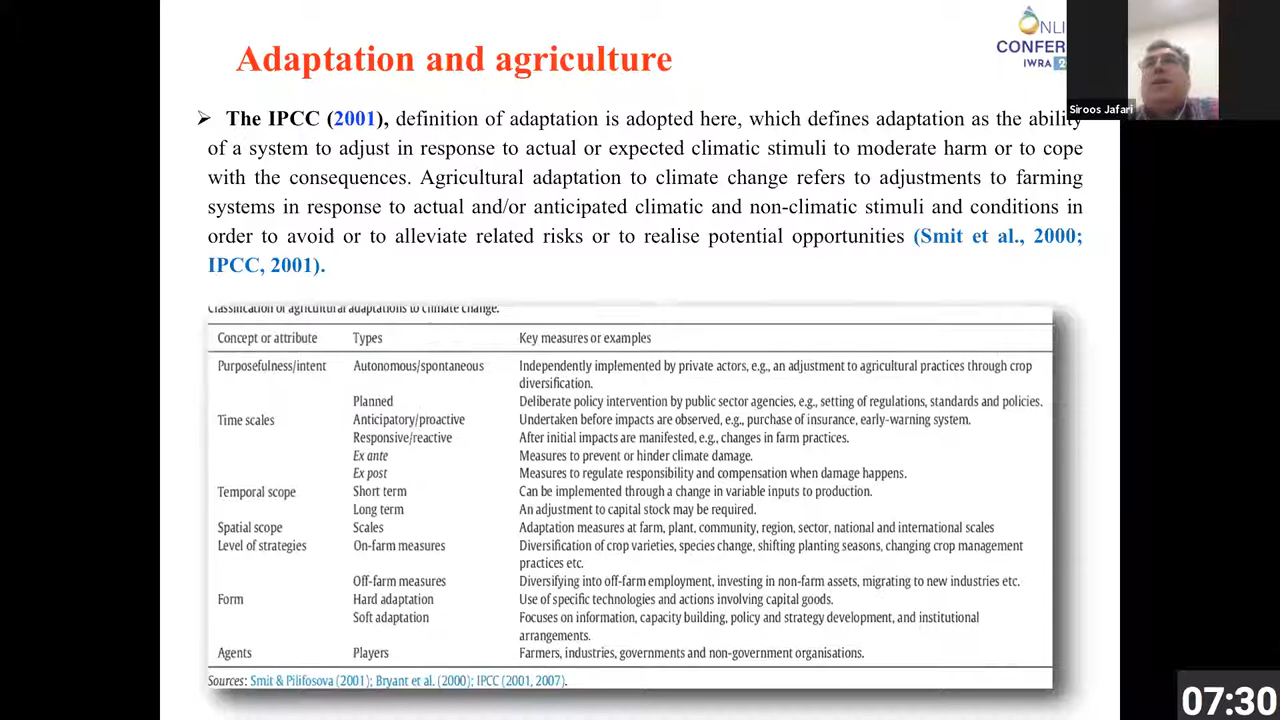 NLI
CONFER
IWRA 2
Siroos Jafari
Adaptation and agriculture
➢ The IPCC (2001), definition of adaptation is adopted here, which defines adaptation as the ability
of a system to adjust in response to actual or expected climatic stimuli to moderate harm or to cope
with the consequences. Agricultural adaptation to climate change refers to adjustments to farming
systems in response to actual and/or anticipated climatic and non-climatic stimuli and conditions in
order to avoid or to alleviate related risks or to realise potential opportunities (Smit et al., 2000;
IPCC, 2001).
Classification of agricultural adaptations to climate change.
Concept or attribute Types Key measures or examples
Purposefulness/intent Autonomous/spontaneous Independently implemented by private actors, e.g., an adjustment to agricultural practices through crop
diversification.
Planned Deliberate policy intervention by public sector agencies, e.g., setting of regulations, standards and policies.
Time scales Anticipatory/proactive Undertaken before impacts are observed, e.g., purchase of insurance, early-warning system.
Responsive/reactive After initial impacts are manifested, e.g., changes in farm practices.
Ex ante Measures to prevent or hinder climate damage.
Ex post Measures to regulate responsibility and compensation when damage happens.
Temporal scope Short term Can be implemented through a change in variable inputs to production.
Long term An adjustment to capital stock may be required.
Spatial scope Scales Adaptation measures at farm, plant, community, region, sector, national and international scales
Level of strategies On-farm measures Diversification of crop varieties, species change, shifting planting seasons, changing crop management
practices etc.
Off-farm measures Diversifying into off-farm employment, investing in non-farm assets, migrating to new industries etc.
Form Hard adaptation Use of specific technologies and actions involving capital goods.
Soft adaptation Focuses on information, capacity building, policy and strategy development, and institutional
arrangements.
Agents Players Farmers, industries, governments and non-government organisations.
Sources: Smit & Pilifosova (2001); Bryant et al. (2000); IPCC (2001, 2007).
07:30